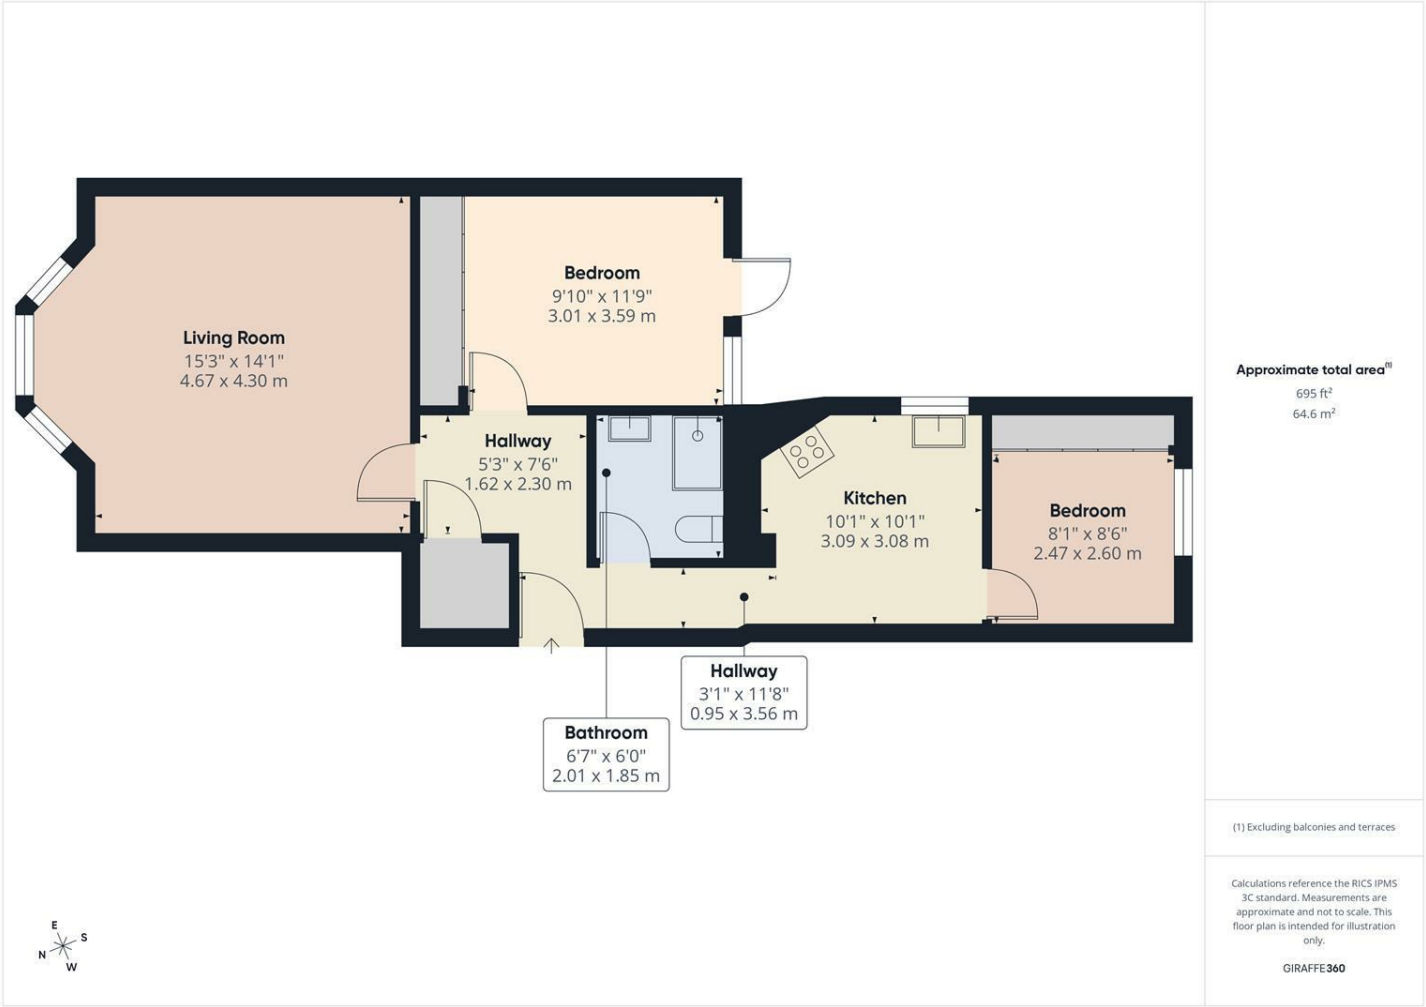 Living Room
15'3" x 14'1"
4.67 x 4.30 m
Bedroom
9'10" x 11'9"
3.01 x 3.59 m
Hallway
5'3" x 7'6"
1.62 x 2.30 m
Kitchen
10'1" x 10'1"
3.09 x 3.08 m
Bedroom
8'1" x 8'6"
2.47 x 2.60 m
Hallway
3'1" x 11'8"
0.95 x 3.56 m
Bathroom
6'7" x 6'0"
2.01 x 1.85 m
E
S
N
W
Approximate total area⁽¹⁾
695 ft²
64.6 m²
(1) Excluding balconies and terraces
Calculations reference the RICS IPMS
3C standard. Measurements are
approximate and not to scale. This
floor plan is intended for illustration
only.
GIRAFFE360